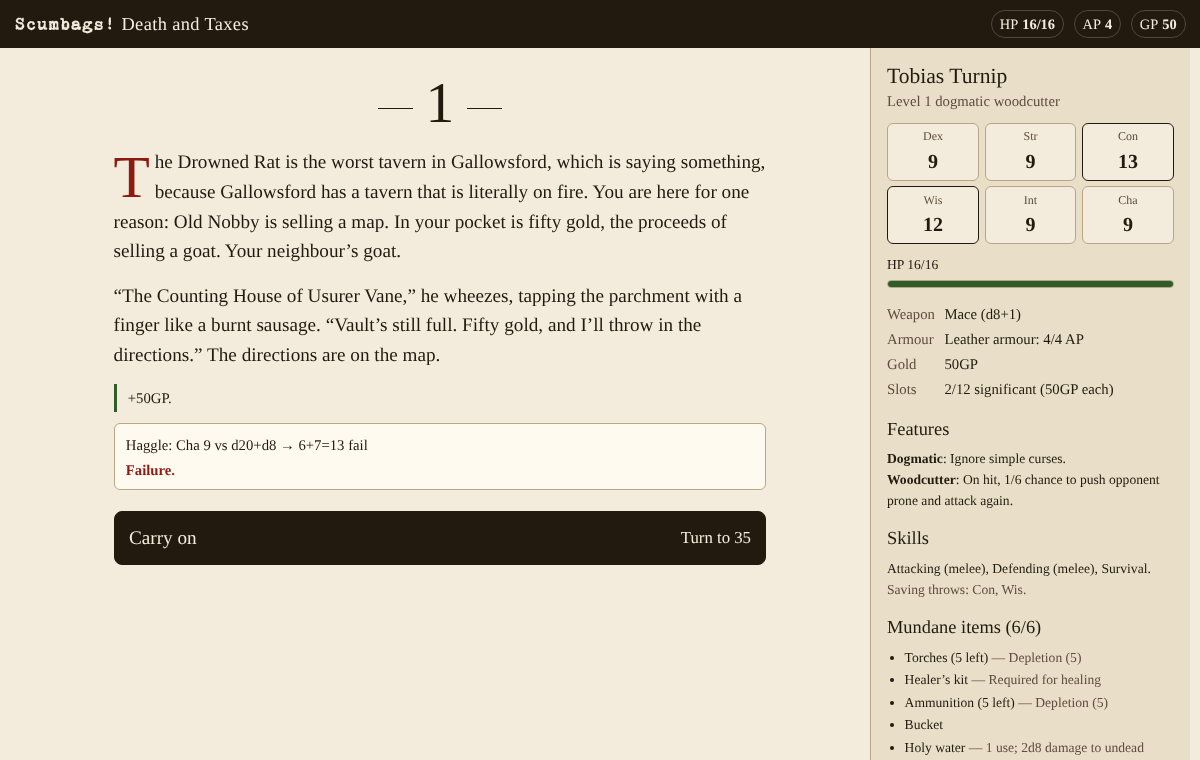 Scumbags! Death and Taxes
HP 16/16 AP 4 GP 50
— 1 —
The Drowned Rat is the worst tavern in Gallowsford, which is saying something,
because Gallowsford has a tavern that is literally on fire. You are here for one
reason: Old Nobby is selling a map. In your pocket is fifty gold, the proceeds of
selling a goat. Your neighbour’s goat.
“The Counting House of Usurer Vane,” he wheezes, tapping the parchment with a
finger like a burnt sausage. “Vault’s still full. Fifty gold, and I’ll throw in the
directions.” The directions are on the map.
+50GP.
Haggle: Cha 9 vs d20+d8 → 6+7=13 fail
Failure.
Carry on Turn to 35
Tobias Turnip
Level 1 dogmatic woodcutter
Dex Str Con
9 9 13
Wis Int Cha
12 9 9
HP 16/16
Weapon Mace (d8+1)
Armour Leather armour: 4/4 AP
Gold 50GP
Slots 2/12 significant (50GP each)
Features
Dogmatic: Ignore simple curses.
Woodcutter: On hit, 1/6 chance to push opponent
prone and attack again.
Skills
Attacking (melee), Defending (melee), Survival.
Saving throws: Con, Wis.
Mundane items (6/6)
• Torches (5 left) — Depletion (5)
• Healer’s kit — Required for healing
• Ammunition (5 left) — Depletion (5)
• Bucket
• Holy water — 1 use; 2d8 damage to undead